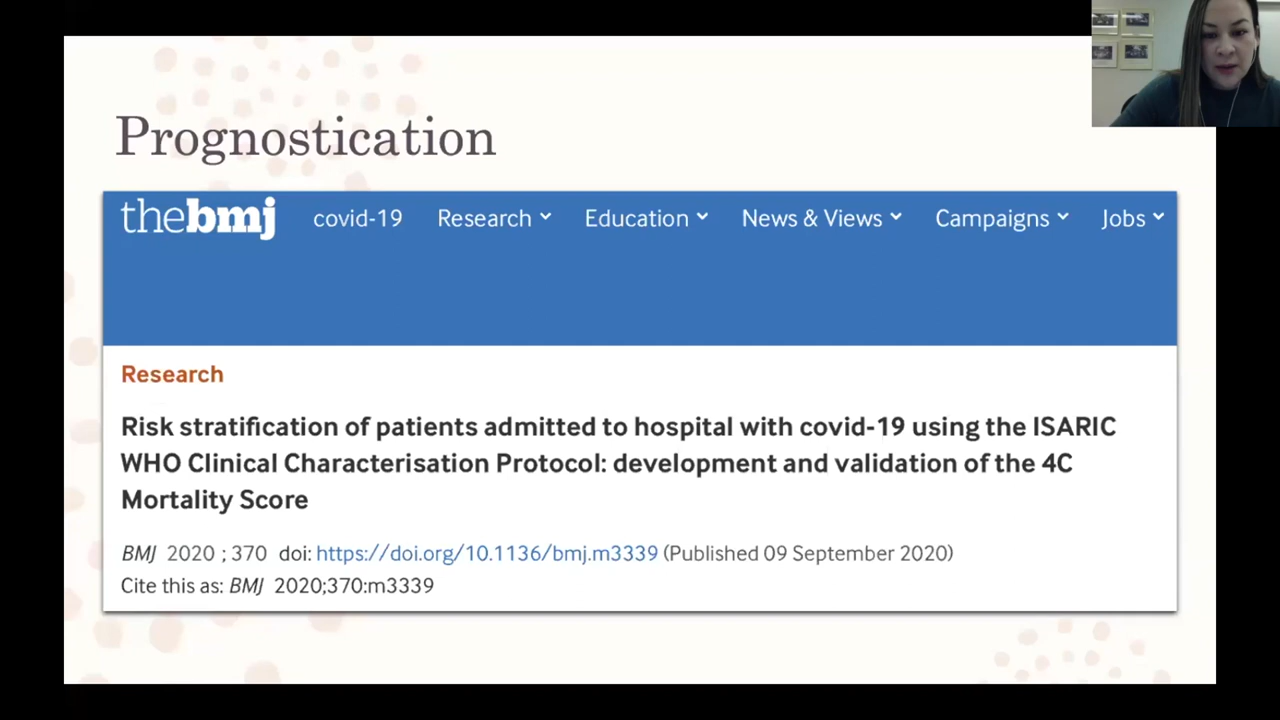 Prognostication
thebmj covid-19 Research Education News & Views Campaigns Jobs
Research
Risk stratification of patients admitted to hospital with covid-19 using the ISARIC
WHO Clinical Characterisation Protocol: development and validation of the 4C
Mortality Score
BMJ 2020 ; 370 doi: https://doi.org/10.1136/bmj.m3339 (Published 09 September 2020)
Cite this as: BMJ 2020;370:m3339